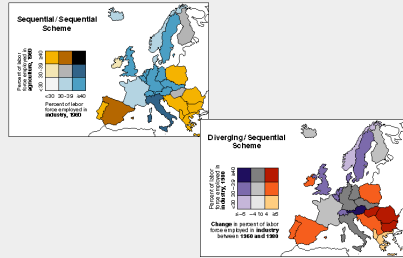 Sequential / Sequential
Scheme
Percent of labor
force employed in
agriculture, 1960
<30 30–39 ≥40
<30 30–39 ≥40
Percent of labor
force employed in
industry, 1960
Diverging / Sequential
Scheme
Percent of labor
force employed in
industry, 1980
<30 30–39 ≥40
≤–5 –4 to 4 ≥5
Change in percent of labor
force employed in industry
between 1960 and 1980